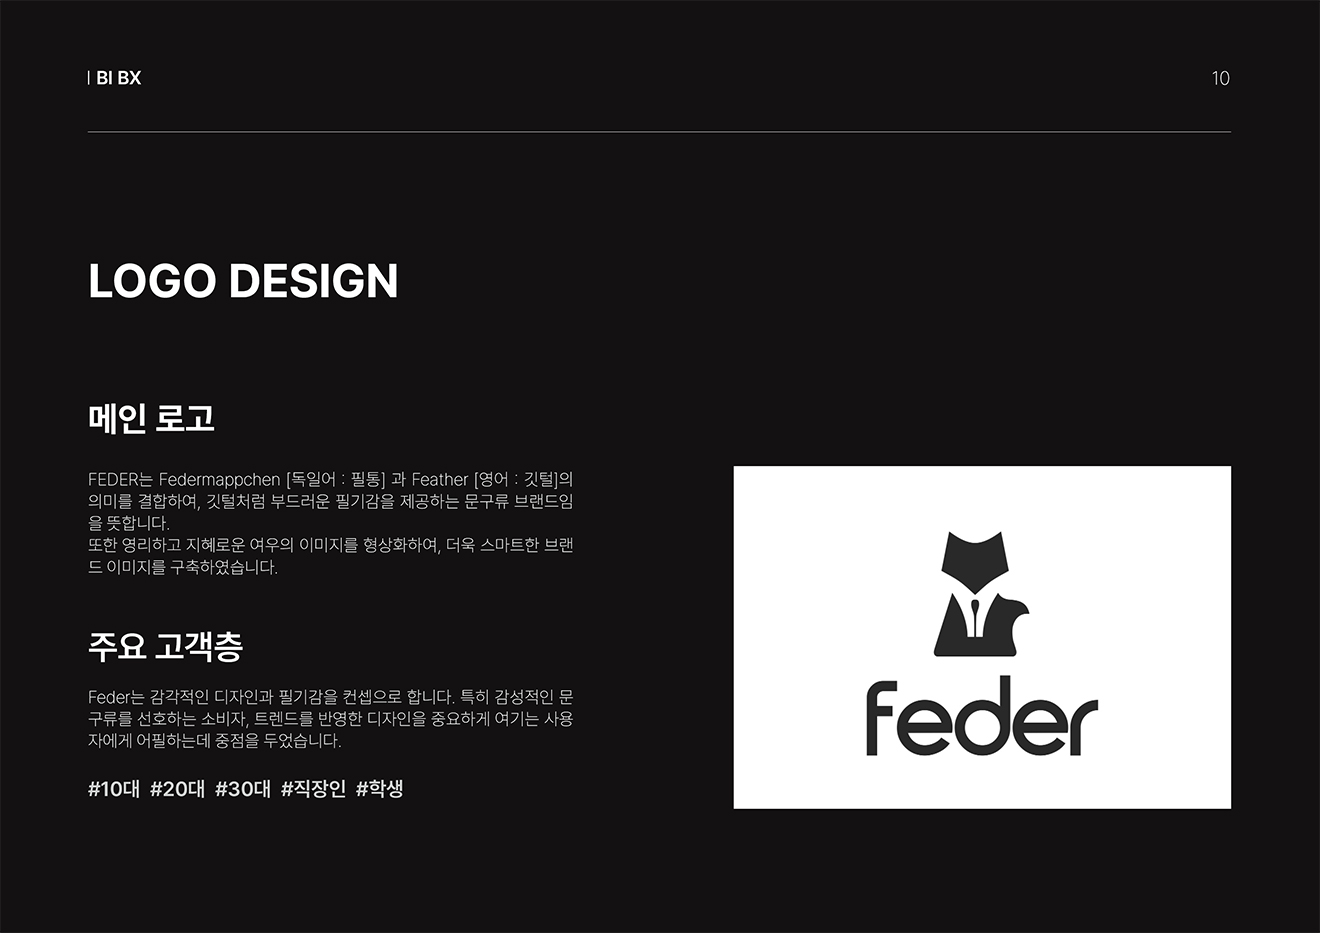 | BI BX
10
LOGO DESIGN
메인 로고
FEDER는 Federmappchen [독일어 : 필통] 과 Feather [영어 : 깃털]의
의미를 결합하여, 깃털처럼 부드러운 필기감을 제공하는 문구류 브랜드임
을 뜻합니다.
또한 영리하고 지혜로운 여우의 이미지를 형상화하여, 더욱 스마트한 브랜
드 이미지를 구축하였습니다.
주요 고객층
Feder는 감각적인 디자인과 필기감을 컨셉으로 합니다. 특히 감성적인 문
구류를 선호하는 소비자, 트렌드를 반영한 디자인을 중요하게 여기는 사용
자에게 어필하는데 중점을 두었습니다.
#10대 #20대 #30대 #직장인 #학생
feder